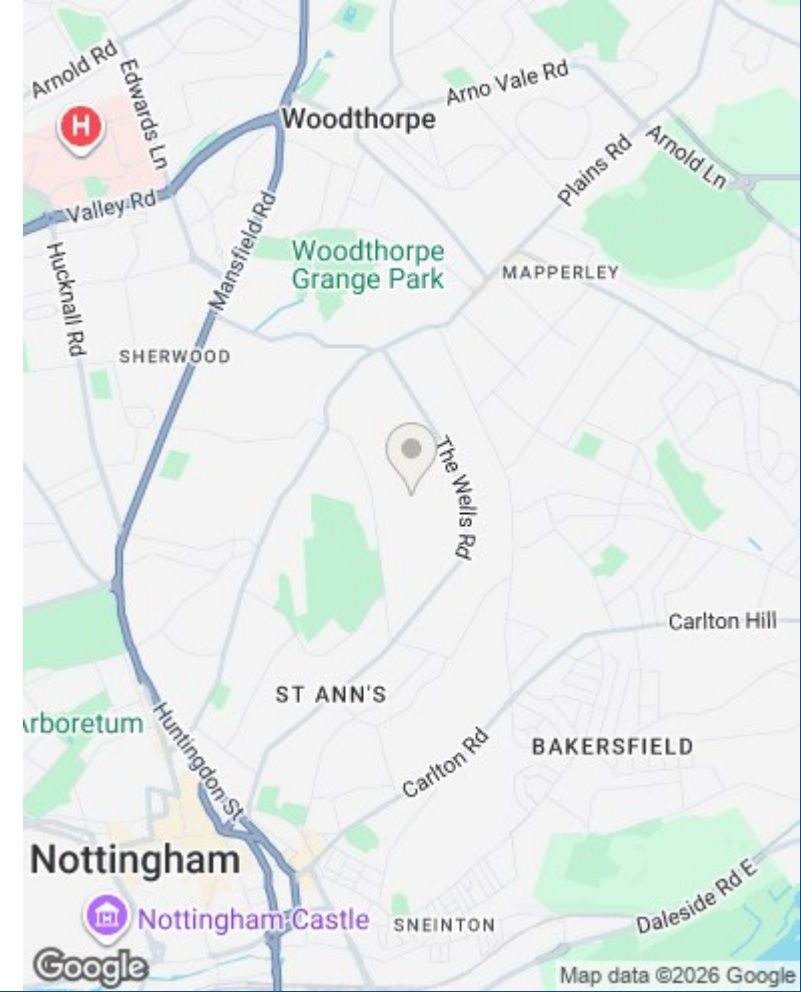 Arnold Rd
Edwards Ln
Arno Vale Rd
H
Woodthorpe
Plains Rd
Arnold Ln
Valley Rd
Mansfield Rd
Hucknall Rd
Woodthorpe
Grange Park
MAPPERLEY
SHERWOOD
The Wells Rd
Carlton Hill
ST ANN'S
Arboretum
Huntingdon St
Carlton Rd
BAKERSFIELD
Nottingham
Daleside Rd E
Nottingham Castle
SNEINTON
Google
Map data ©2026 Google